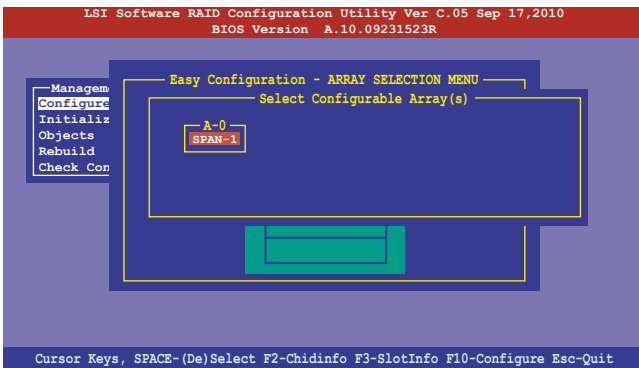 LSI Software RAID Configuration Utility Ver C.05 Sep 17,2010
BIOS Version A.10.09231523R
Easy Configuration - ARRAY SELECTION MENU
Managem
Select Configurable Array(s)
Configure
Initializ
A-0
Objects
SPAN-1
Rebuild
Check Con
Cursor Keys, SPACE-(De)Select F2-Chidinfo F3-SlotInfo F10-Configure Esc-Quit